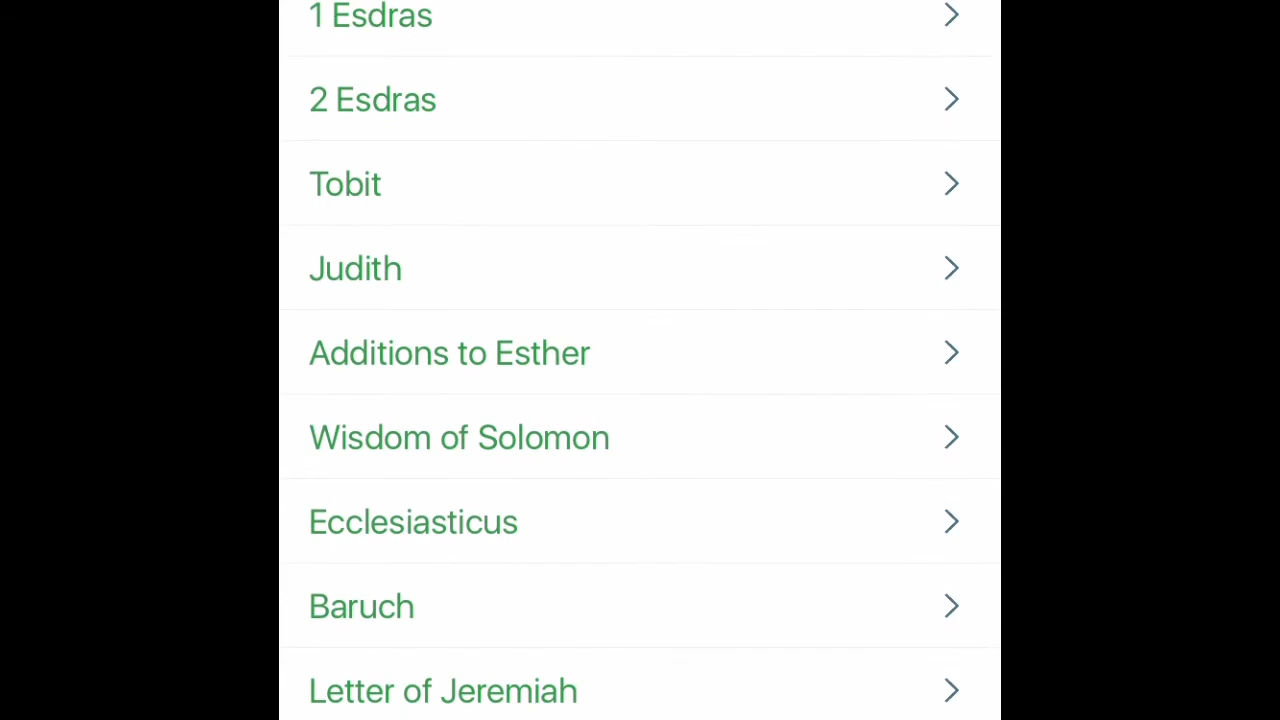 1 Esdras
2 Esdras
Tobit
Judith
Additions to Esther
Wisdom of Solomon
Ecclesiasticus
Baruch
Letter of Jeremiah